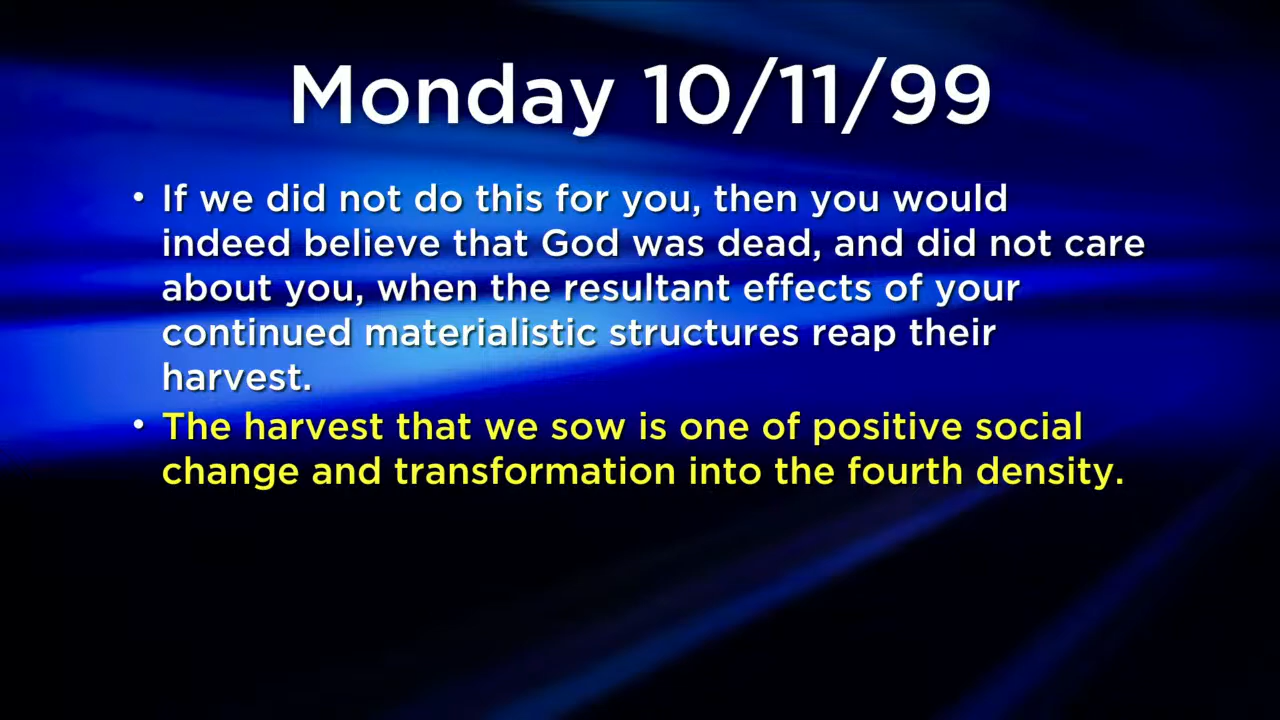 Monday 10/11/99
• If we did not do this for you, then you would
indeed believe that God was dead, and did not care
about you, when the resultant effects of your
continued materialistic structures reap their
harvest.
• The harvest that we sow is one of positive social
change and transformation into the fourth density.